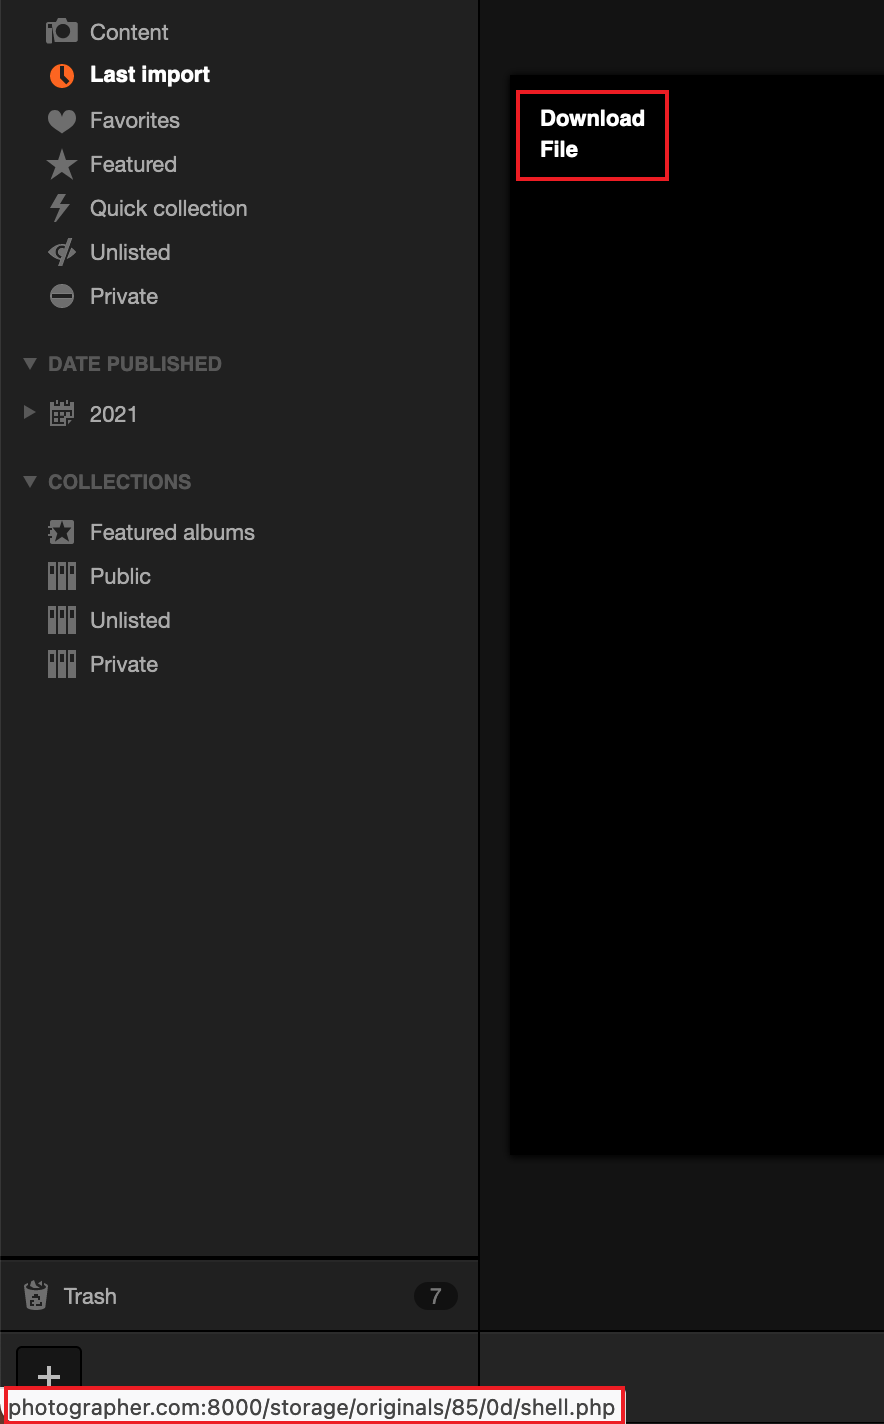 Content
Last import
Favorites
Featured
Quick collection
Unlisted
Private
DATE PUBLISHED
2021
COLLECTIONS
Featured albums
Public
Unlisted
Private
Trash 7
+
Download
File
photographer.com:8000/storage/originals/85/0d/shell.php